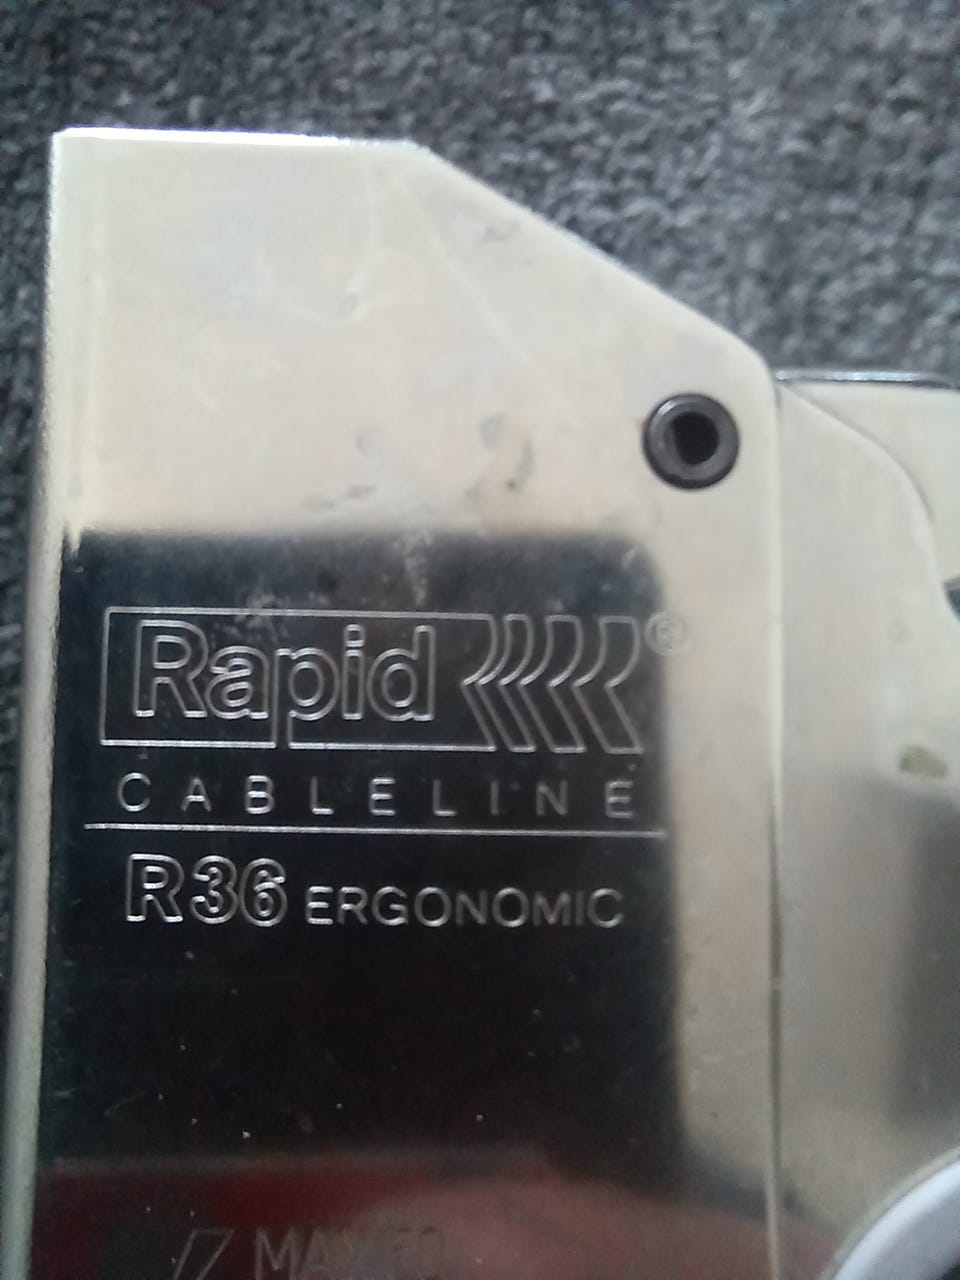 Rapid ®
CABLELINE
R36 ERGONOMIC